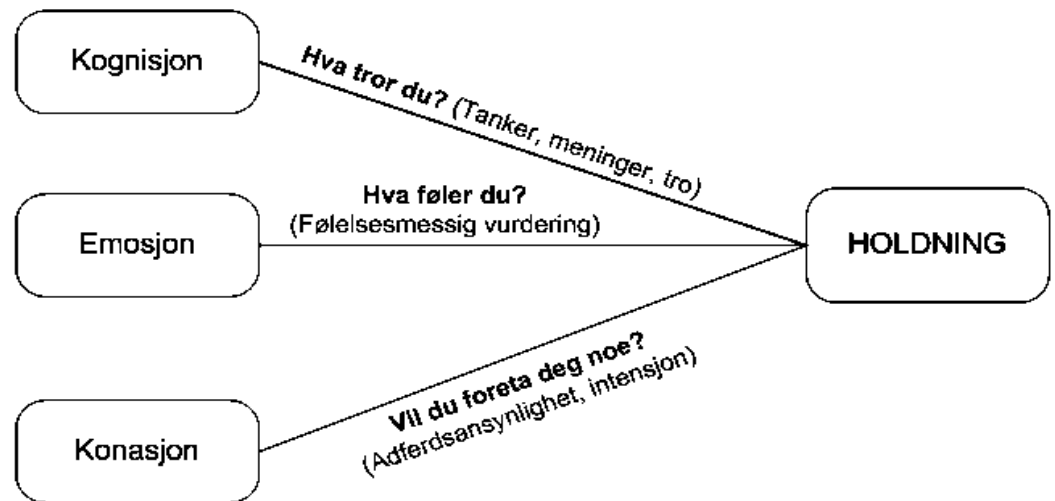 Kognisjon
Hva tror du? (Tanker, meninger, tro)
Hva føler du?
(Følelsesmessig vurdering)
Emosjon
HOLDNING
Vil du foreta deg noe?
(Adferdsansynlighet, intensjon)
Konasjon